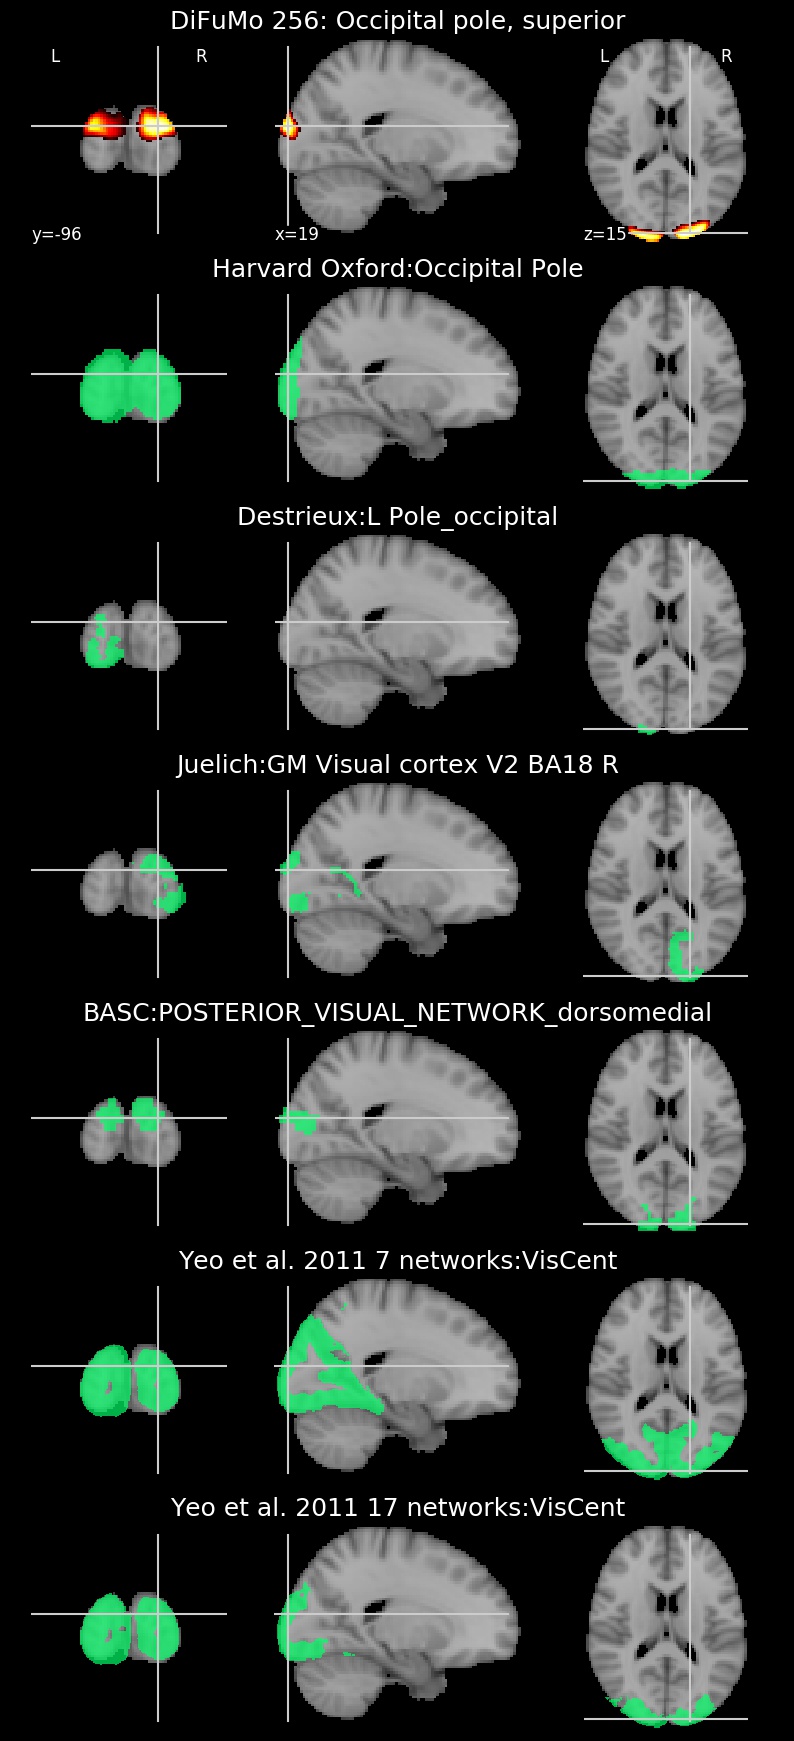 DiFuMo 256: Occipital pole, superior
L R L R
y=-96 x=19 z=15
Harvard Oxford:Occipital Pole
Destrieux:L Pole_occipital
Juelich:GM Visual cortex V2 BA18 R
BASC:POSTERIOR_VISUAL_NETWORK_dorsomedial
Yeo et al. 2011 7 networks:VisCent
Yeo et al. 2011 17 networks:VisCent